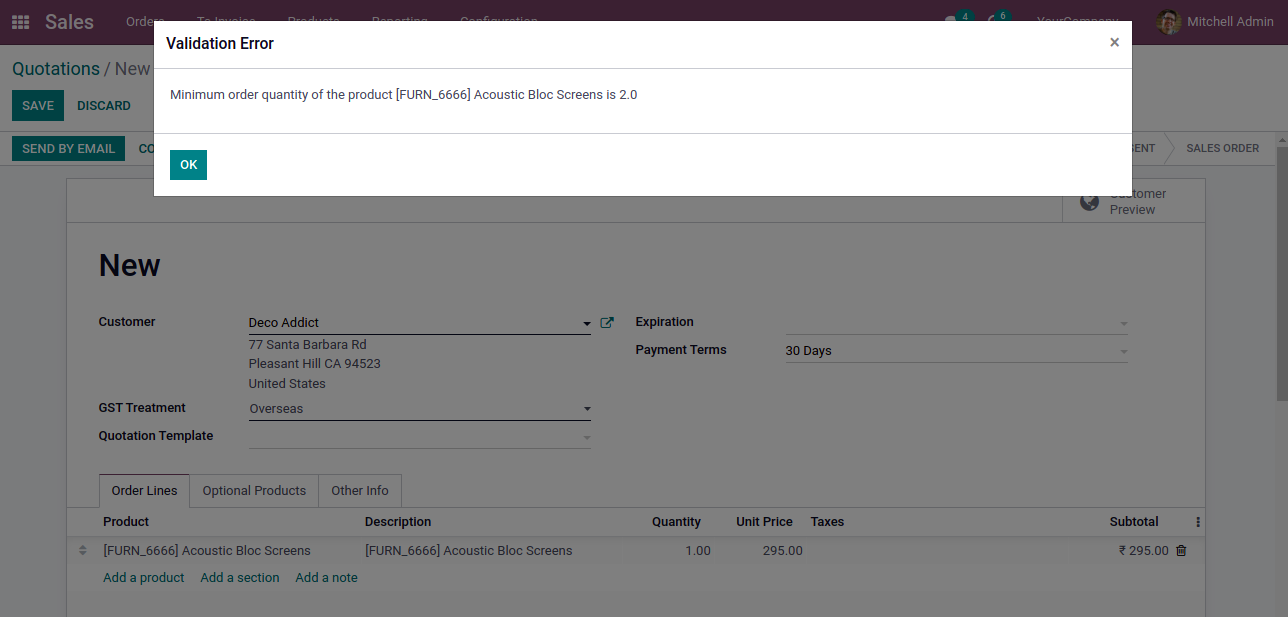 Sales
Orders To Invoice Products Reporting Configuration
4 6 YourCompany Mitchell Admin
Validation Error ×
Quotations / New
Minimum order quantity of the product [FURN_6666] Acoustic Bloc Screens is 2.0
SAVE DISCARD
SEND BY EMAIL CO
ENT SALES ORDER
OK
Customer
Preview
New
Customer Deco Addict
77 Santa Barbara Rd
Pleasant Hill CA 94523
United States
Expiration
Payment Terms 30 Days
GST Treatment Overseas
Quotation Template
Order Lines Optional Products Other Info
Product Description Quantity Unit Price Taxes Subtotal
[FURN_6666] Acoustic Bloc Screens [FURN_6666] Acoustic Bloc Screens 1.00 295.00 ₹ 295.00
Add a product Add a section Add a note